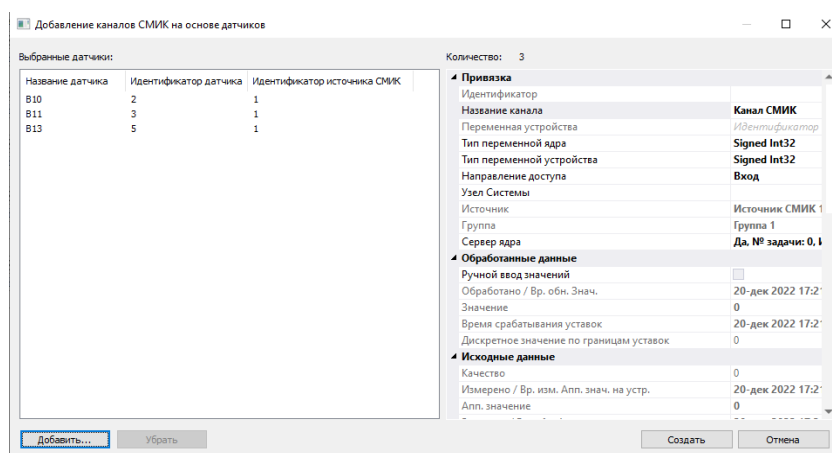 Добавление каналов СМИК на основе датчиков
Выбранные датчики:
Название датчика Идентификатор датчика Идентификатор источника СМИК
B10 2 1
B11 3 1
B13 5 1
Добавить...
Убрать
Количество: 3
Привязка
Идентификатор
Название канала Канал СМИК
Переменная устройства Идентификатор
Тип переменной ядра Signed Int32
Тип переменной устройства Signed Int32
Направление доступа Вход
Узел Системы
Источник Источник СМИК 1
Группа Группа 1
Сервер ядра Да, № задачи: 0,
Обработанные данные
Ручной ввод значений
Обработано / Вр. обн. Знач. 20-дек 2022 17:2
Значение 0
Время срабатывания уставок 20-дек 2022 17:2
Дискретное значение по границам уставок 0
Исходные данные
Качество 0
Измерено / Вр. изм. Апп. знач. на устр. 20-дек 2022 17:2
Апп. значение 0
Создать
Отмена